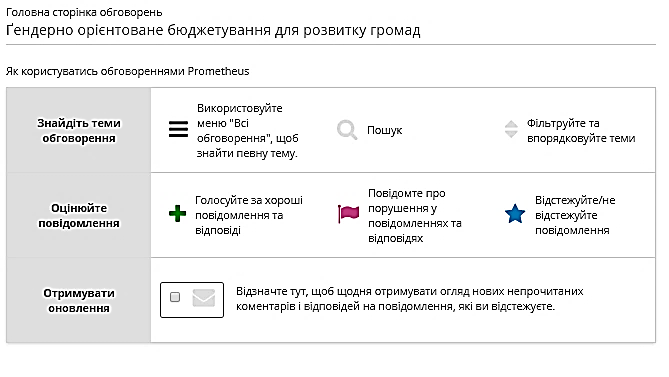 Головна сторінка обговорень
Ґендерно орієнтоване бюджетування для розвитку громад
Як користуватись обговореннями Prometheus
Знайдіть теми
обговорення
Використовуйте
меню "Всі
обговорення", щоб
знайти певну тему.
Пошук
Фільтруйте та
впорядковуйте теми
Оцінюйте
повідомлення
Голосуйте за хороші
повідомлення та
відповіді
Повідомте про
порушення у
повідомленнях та
відповідях
Відстежуйте/не
відстежуйте
повідомлення
Отримувати
оновлення
Відзначте тут, щоб щодня отримувати огляд нових непрочитаних
коментарів і відповідей на повідомлення, які ви відстежуєте.